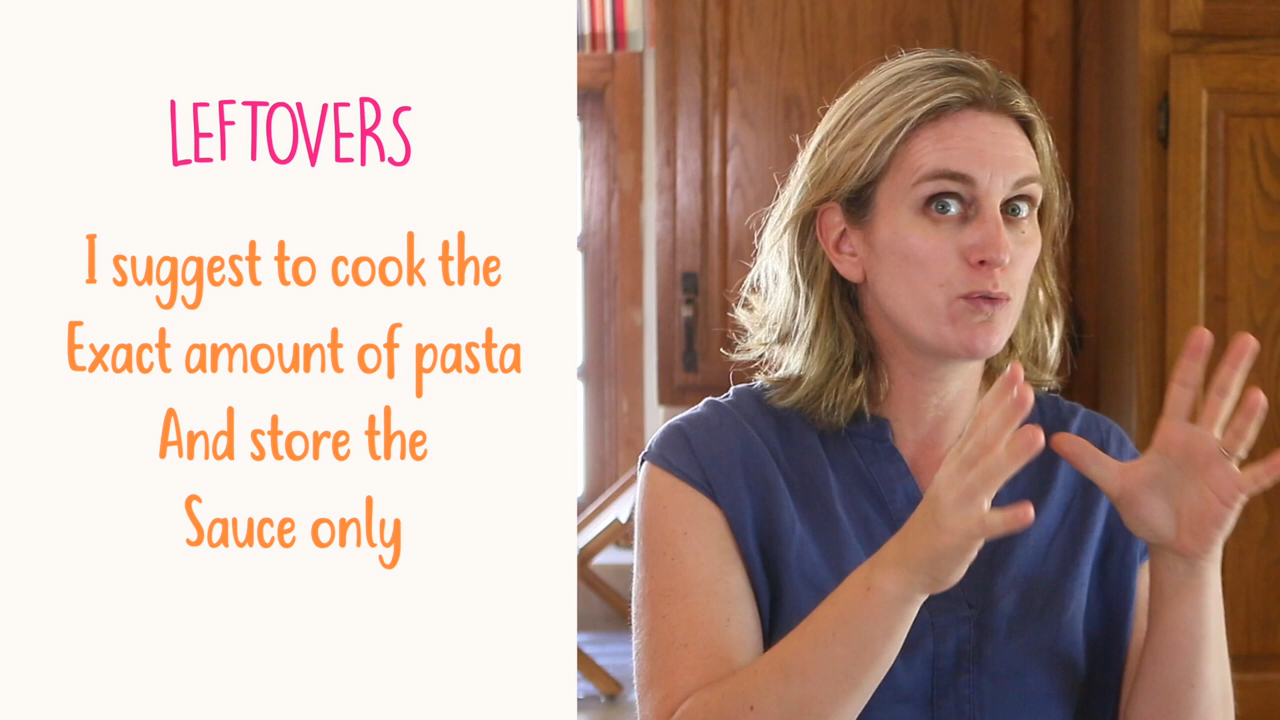 LEFTOVERS
I suggest to cook the
Exact amount of pasta
And store the
Sauce only